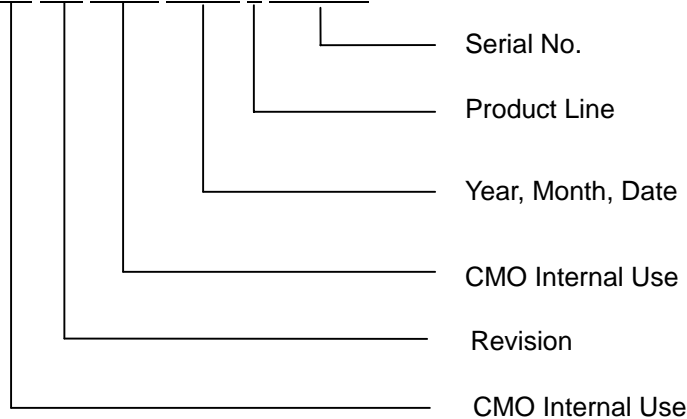 Serial No.
Product Line
Year, Month, Date
CMO Internal Use
Revision
CMO Internal Use